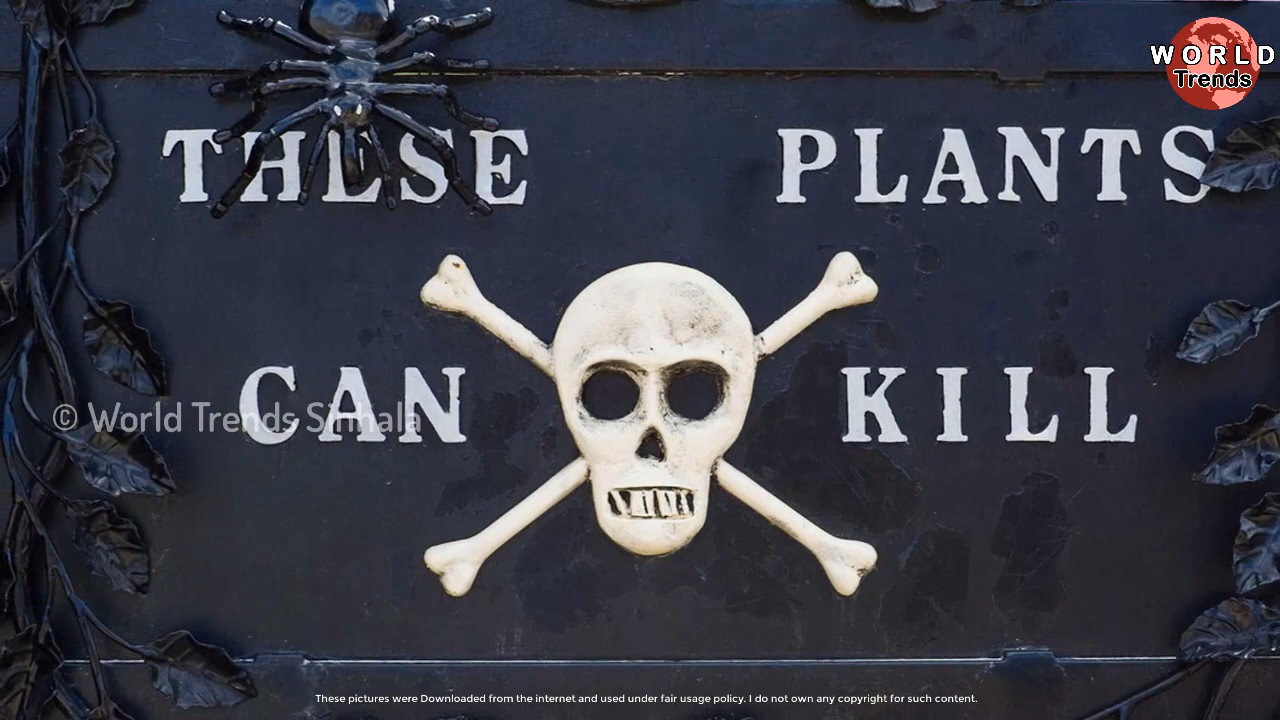 WORLD
Trends
THESE PLANTS
CAN KILL
© World Trends Sinhala
These pictures were Downloaded from the internet and used under fair usage policy. I do not own any copyright for such content.